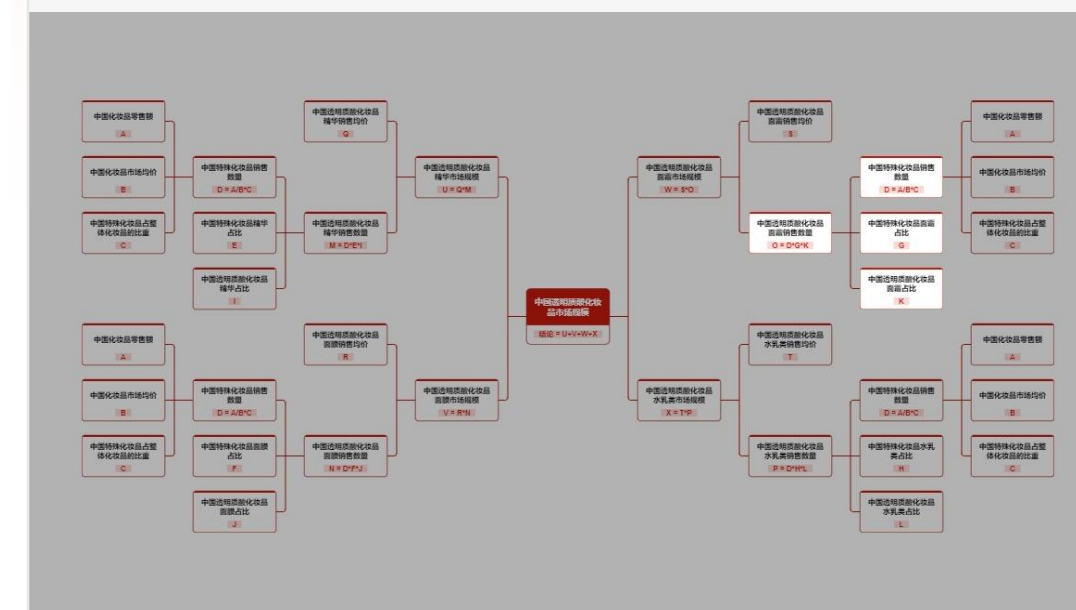 中国化妆品零售额
A
中国化妆品市场均价
B
中国特殊化妆品占整
体化妆品的比重
C
中国特殊化妆品销售
数量
D = A/B*C
中国特殊化妆品精华
占比
E
中国透明质酸化妆品
精华占比
I
中国透明质酸化妆品
精华销售均价
Q
中国透明质酸化妆品
精华销售数量
M = D*E*I
中国透明质酸化妆品
精华市场规模
U = Q*M
中国化妆品零售额
A
中国化妆品市场均价
B
中国特殊化妆品占整
体化妆品的比重
C
中国特殊化妆品销售
数量
D = A/B*C
中国特殊化妆品面膜
占比
F
中国透明质酸化妆品
面膜占比
J
中国透明质酸化妆品
面膜销售均价
R
中国透明质酸化妆品
面膜销售数量
N = D*F*J
中国透明质酸化妆品
面膜市场规模
V = R*N
中国透明质酸化妆
品市场规模
结论 = U+V+W+X
中国透明质酸化妆品
面霜市场规模
W = S*O
中国透明质酸化妆品
面霜销售均价
S
中国透明质酸化妆品
面霜销售数量
O = D*G*K
中国特殊化妆品销售
数量
D = A/B*C
中国特殊化妆品面霜
占比
G
中国透明质酸化妆品
面霜占比
K
中国化妆品零售额
A
中国化妆品市场均价
B
中国特殊化妆品占整
体化妆品的比重
C
中国透明质酸化妆品
水乳类市场规模
X = T*P
中国透明质酸化妆品
水乳类销售均价
T
中国透明质酸化妆品
水乳类销售数量
P = D*H*L
中国特殊化妆品销售
数量
D = A/B*C
中国特殊化妆品水乳
类占比
H
中国透明质酸化妆品
水乳类占比
L
中国化妆品零售额
A
中国化妆品市场均价
B
中国特殊化妆品占整
体化妆品的比重
C